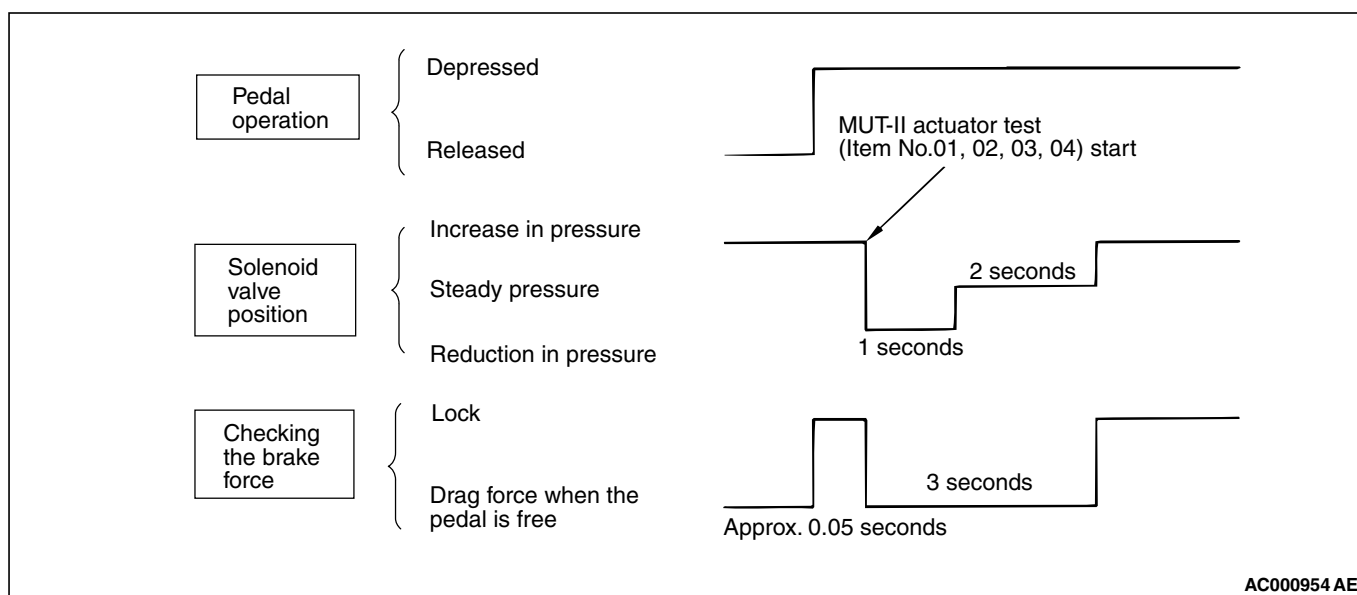 Pedal
operation
Depressed
Released
MUT-II actuator test
(Item No.01, 02, 03, 04) start
Solenoid
valve
position
Increase in pressure
Steady pressure
Reduction in pressure
2 seconds
1 seconds
Checking
the brake
force
Lock
Drag force when the
pedal is free
3 seconds
Approx. 0.05 seconds
AC000954 AE